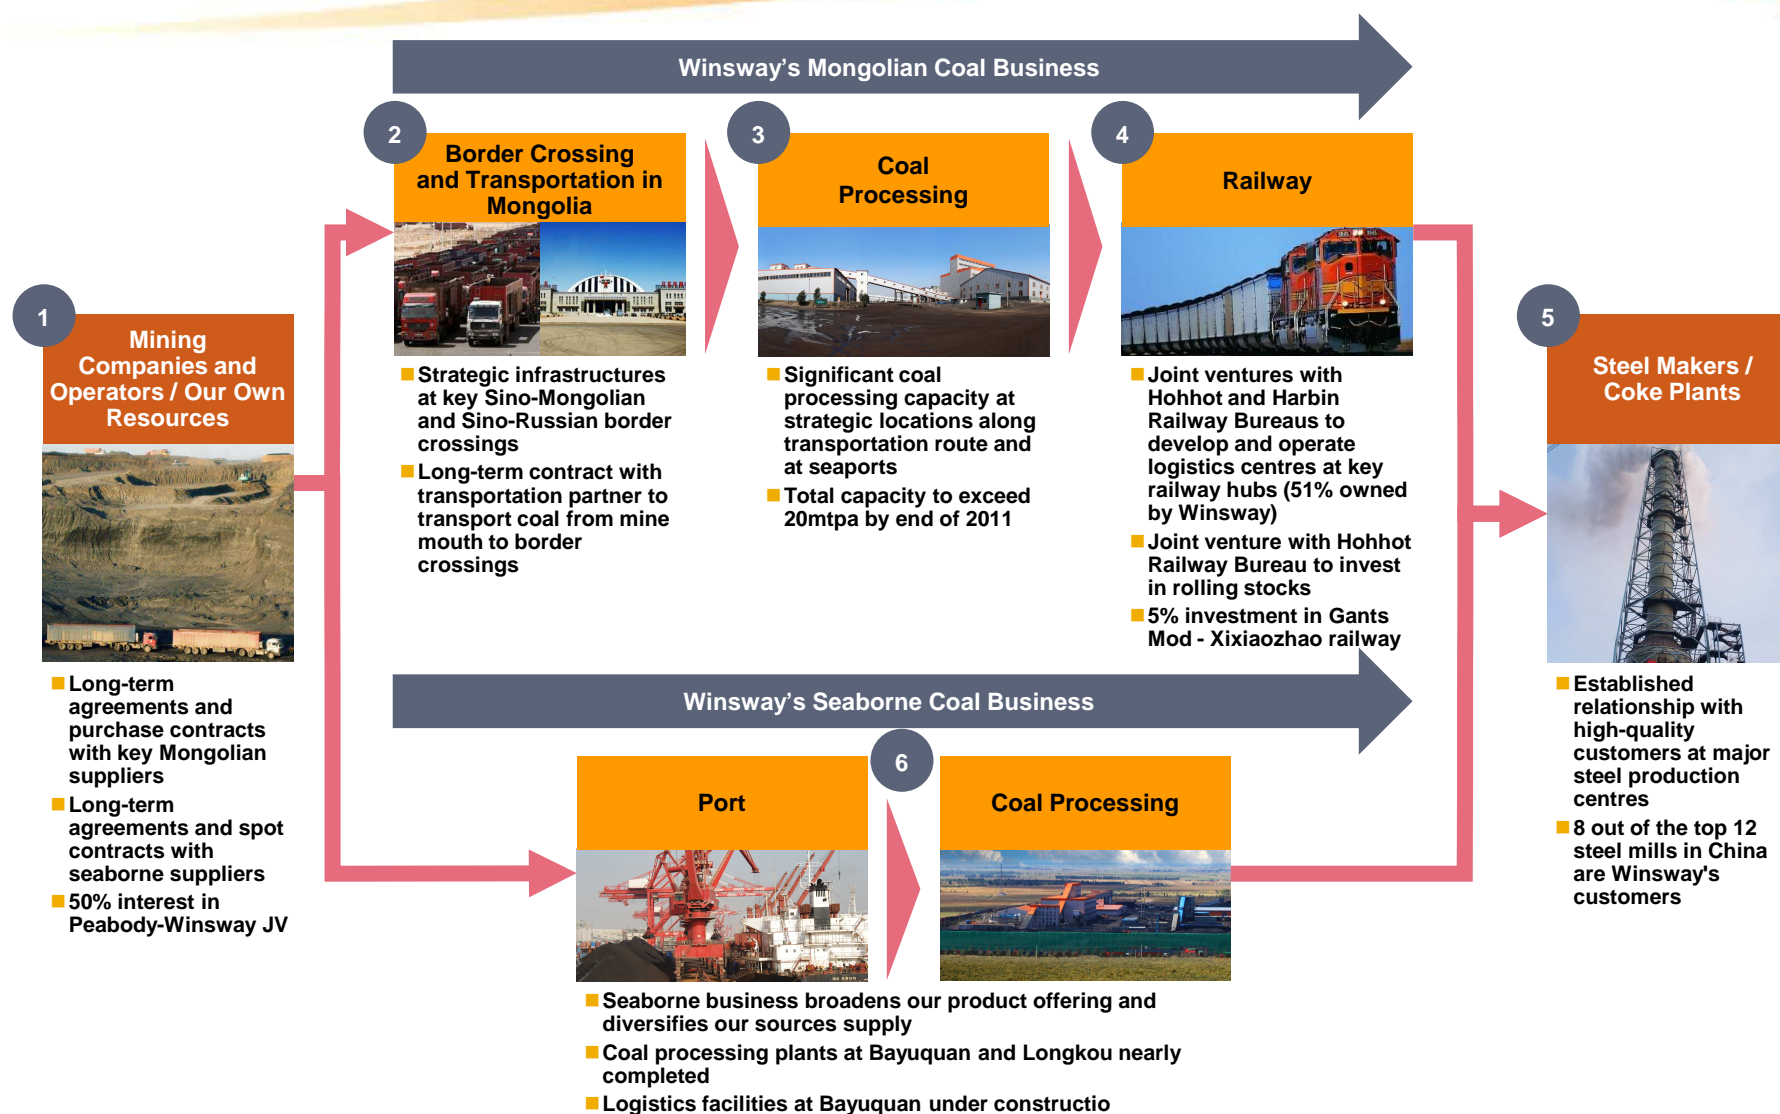 Winsway's Mongolian Coal Business
1
Mining
Companies and
Operators / Our Own
Resources
Long-term
agreements and
purchase contracts
with key Mongolian
suppliers
Long-term
agreements and spot
contracts with
seaborne suppliers
50% interest in
Peabody-Winsway JV
2
Border Crossing
and Transportation in
Mongolia
Strategic infrastructures
at key Sino-Mongolian
and Sino-Russian border
crossings
Long-term contract with
transportation partner to
transport coal from mine
mouth to border
crossings
3
Coal
Processing
Significant coal
processing capacity at
strategic locations along
transportation route and
at seaports
Total capacity to exceed
20mtpa by end of 2011
4
Railway
Joint ventures with
Hohhot and Harbin
Railway Bureaus to
develop and operate
logistics centres at key
railway hubs (51% owned
by Winsway)
Joint venture with Hohhot
Railway Bureau to invest
in rolling stocks
5% investment in Gants
Mod - Xixiaozhao railway
5
Steel Makers /
Coke Plants
Established
relationship with
high-quality
customers at major
steel production
centres
8 out of the top 12
steel mills in China
are Winsway's
customers
Winsway's Seaborne Coal Business
6
Port
Coal Processing
Seaborne business broadens our product offering and
diversifies our sources supply
Coal processing plants at Bayuquan and Longkou nearly
completed
Logistics facilities at Bayuquan under constructio